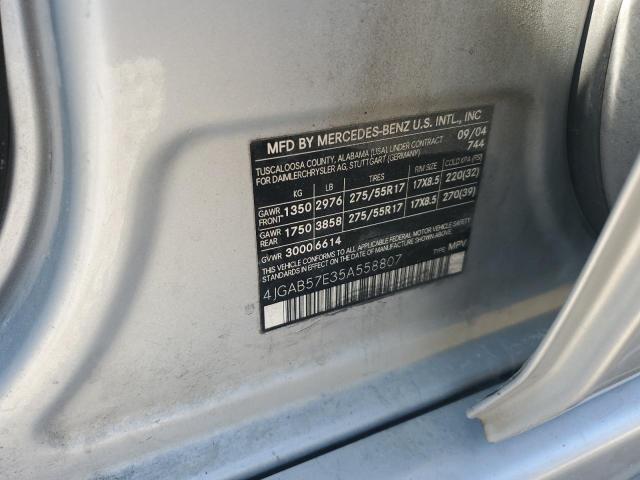 MFD BY MERCEDES-BENZ U.S. INTL., INC
TUSCALOOSA COUNTY, ALABAMA (USA) UNDER CONTRACT 09/04
FOR DAIMLERCHRYSLER AG, STUTTGART (GERMANY) 744
KG LB TIRES RIM SIZE COLD KPA (PSI)
GAWR FRONT 1350 2976 275/55R17 17X8.5 220(32)
GAWR REAR 1750 3858 275/55R17 17X8.5 270(39)
GVWR 3000 6614
THIS VEHICLE CONFORMS TO ALL APPLICABLE FEDERAL MOTOR VEHICLE SAFETY
STANDARDS IN EFFECT ON THE DATE OF MANUFACTURE SHOWN ABOVE.
4JGAB57E35A558807 TYPE: MPV